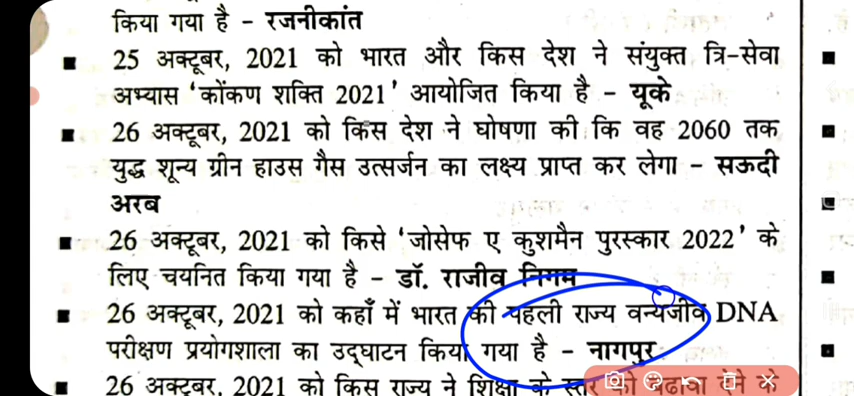 किया गया है – रजनीकांत
25 अक्टूबर, 2021 को भारत और किस देश ने संयुक्त त्रि-सेवा
अभ्यास ‘कोंकण शक्ति 2021’ आयोजित किया है – यूके
26 अक्टूबर, 2021 को किस देश ने घोषणा की कि वह 2060 तक
युद्ध शून्य ग्रीन हाउस गैस उत्सर्जन का लक्ष्य प्राप्त कर लेगा – सऊदी
अरब
26 अक्टूबर, 2021 को किसे ‘जोसेफ ए कुशमैन पुरस्कार 2022’ के
लिए चयनित किया गया है – डॉ. राजीव निगम
26 अक्टूबर, 2021 को कहाँ में भारत की पहली राज्य वन्यजीव DNA
परीक्षण प्रयोगशाला का उद्घाटन किया गया है – नागपुर
26 अक्टूबर, 2021 को किस राज्य ने शिक्षा के स्तर को बढ़ावा देने के